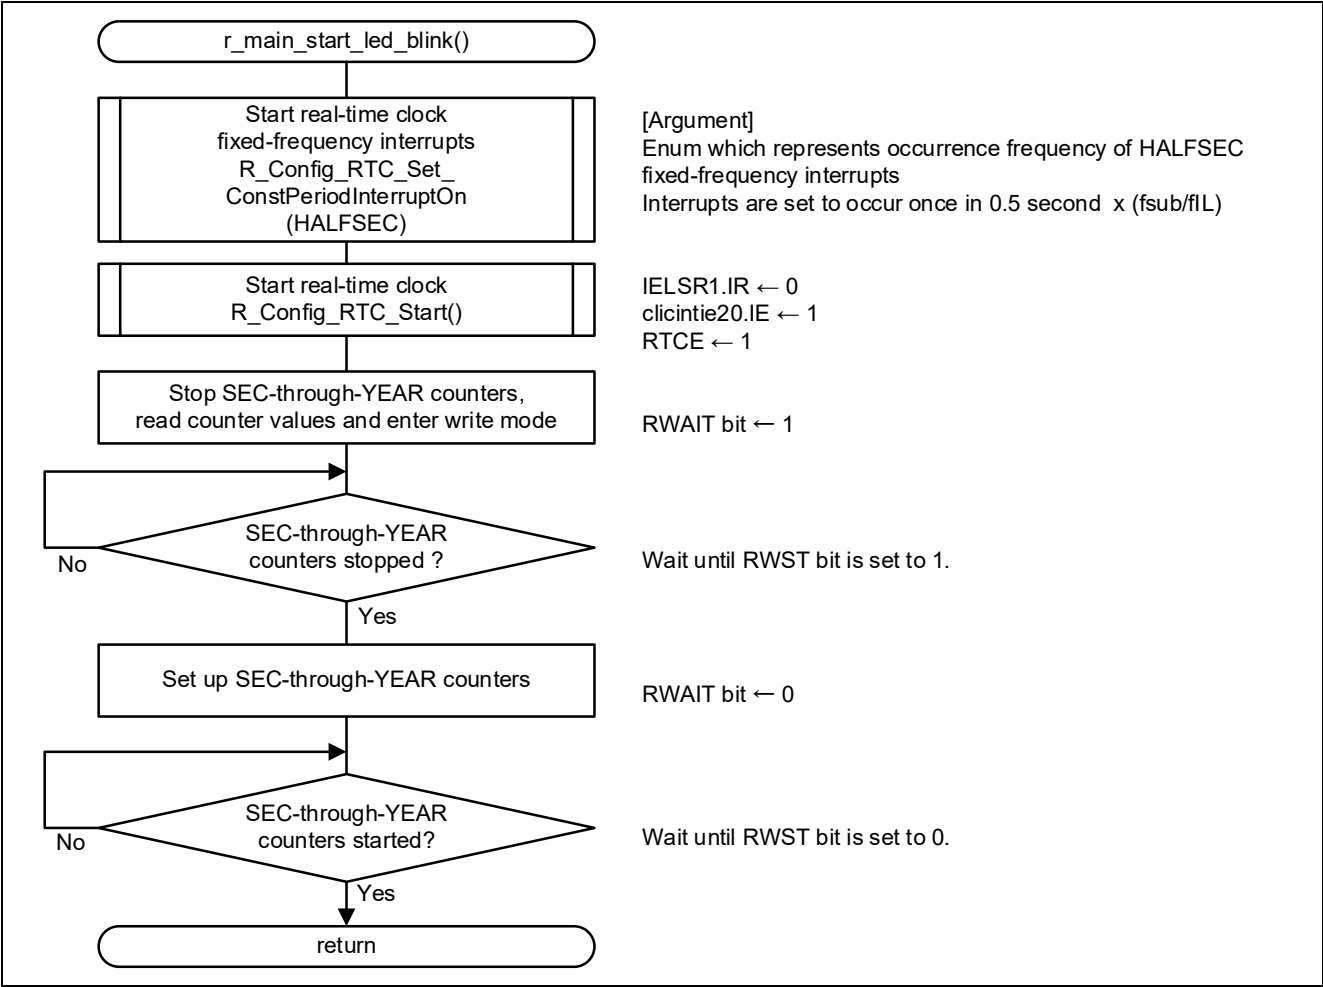 r_main_start_led_blink()
Start real-time clock
fixed-frequency interrupts
R_Config_RTC_Set_
ConstPeriodInterruptOn
(HALFSEC)
[Argument]
Enum which represents occurrence frequency of HALFSEC
fixed-frequency interrupts
Interrupts are set to occur once in 0.5 second x (fsub/fIL)
Start real-time clock
R_Config_RTC_Start()
IELSR1.IR ← 0
clicintie20.IE ← 1
RTCE ← 1
Stop SEC-through-YEAR counters,
read counter values and enter write mode
RWAIT bit ← 1
SEC-through-YEAR
counters stopped ?
No
Wait until RWST bit is set to 1.
Yes
Set up SEC-through-YEAR counters
RWAIT bit ← 0
SEC-through-YEAR
counters started?
No
Wait until RWST bit is set to 0.
Yes
return